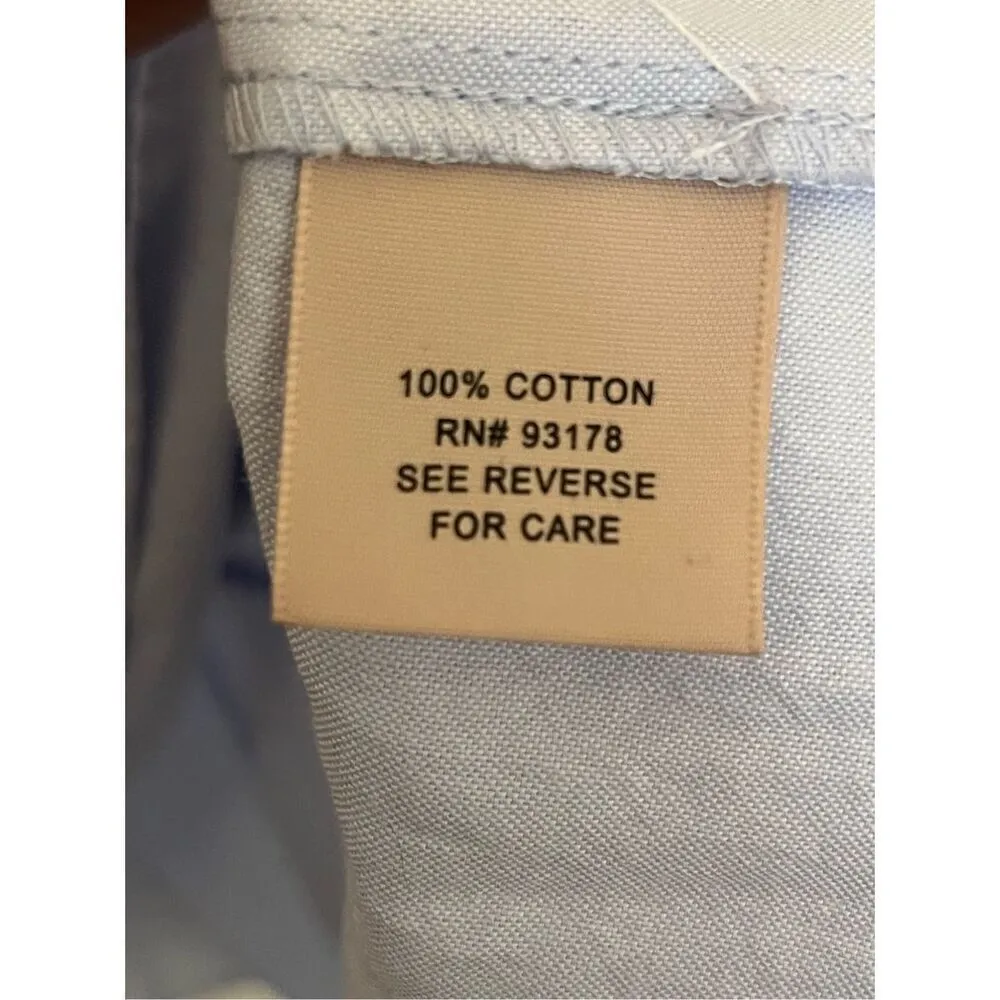 100% COTTON
RN# 93178
SEE REVERSE
FOR CARE